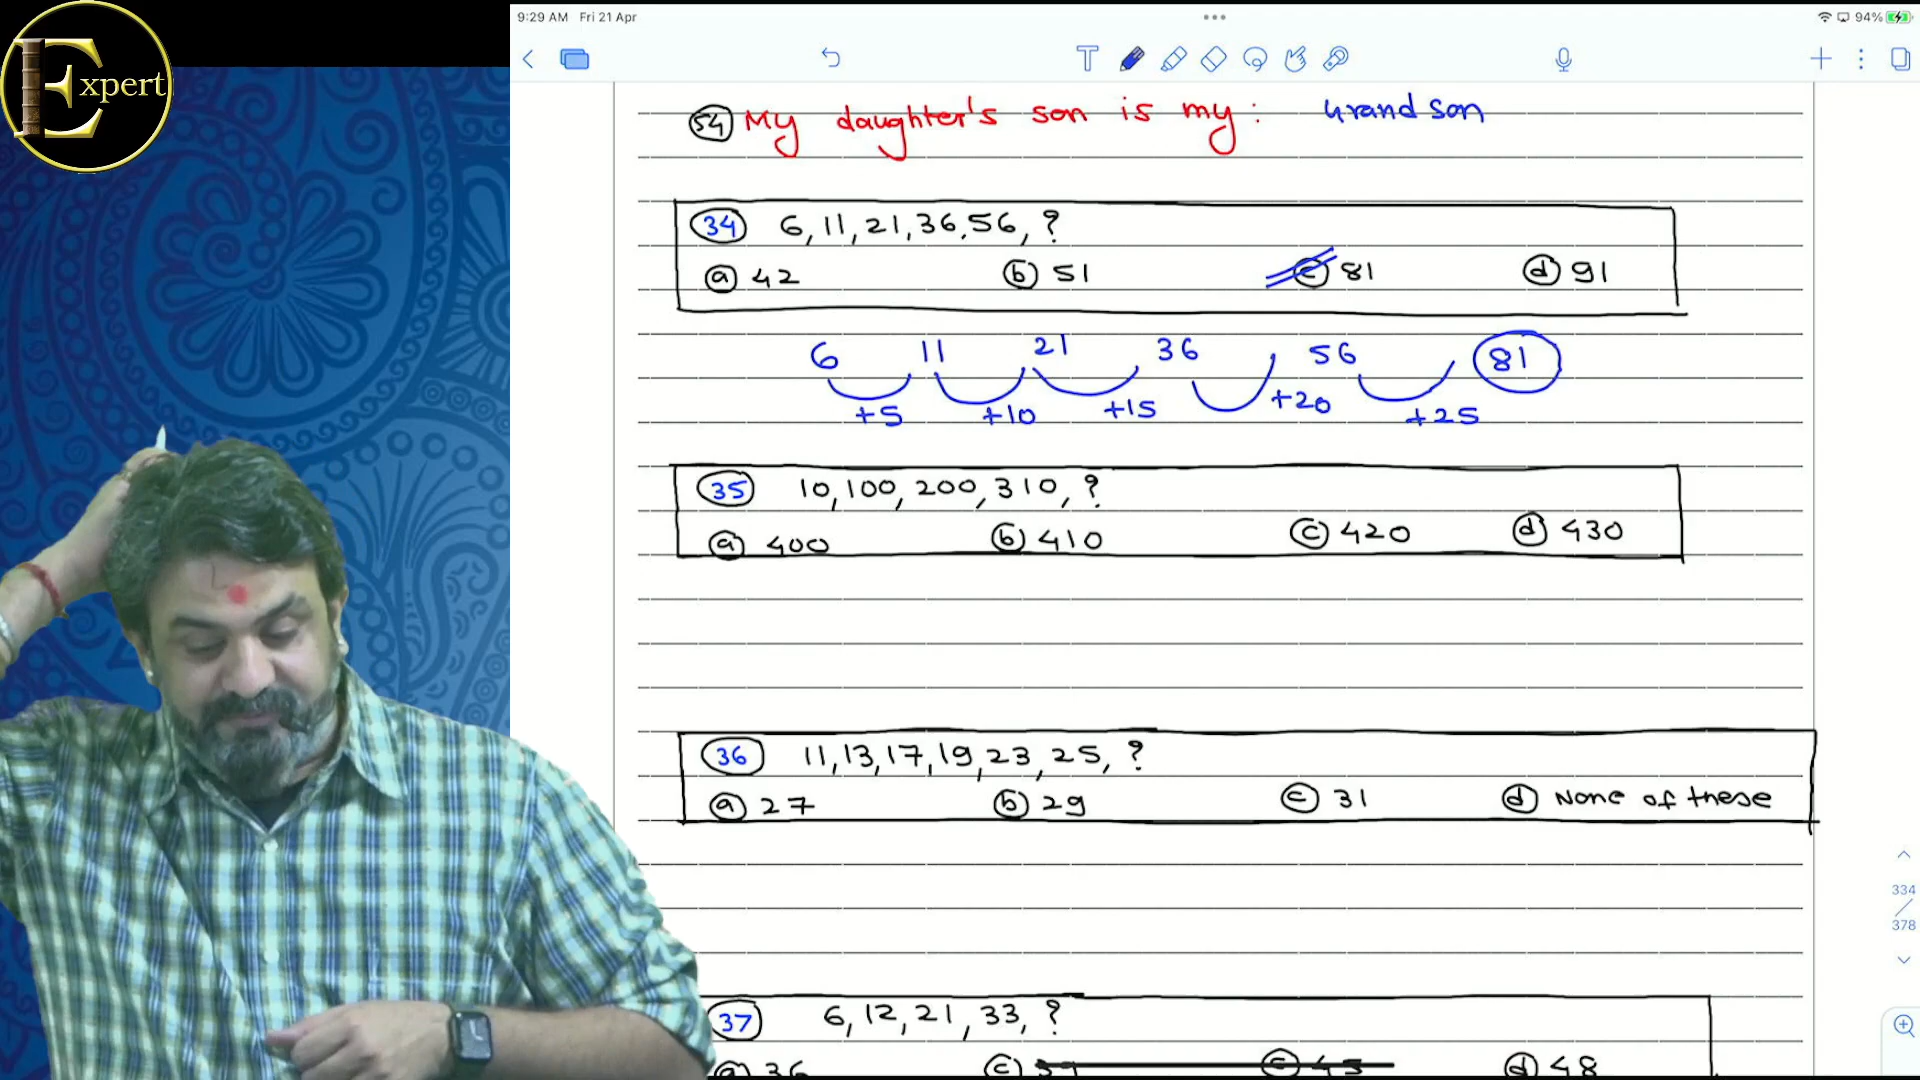 Expert
9:29 AM Fri 21 Apr
94%
54 My daughter's son is my : Grand son
34 6, 11, 21, 36, 56, ?
a 42 b 51 c 81 d 91
6 11 21 36 56 81
+5 +10 +15 +20 +25
35 10, 100, 200, 310, ?
a 400 b 410 c 420 d 430
36 11, 13, 17, 19, 23, 25, ?
a 27 b 29 c 31 d None of these
334
378
37 6, 12, 21, 33, ?
a 36 c d 48